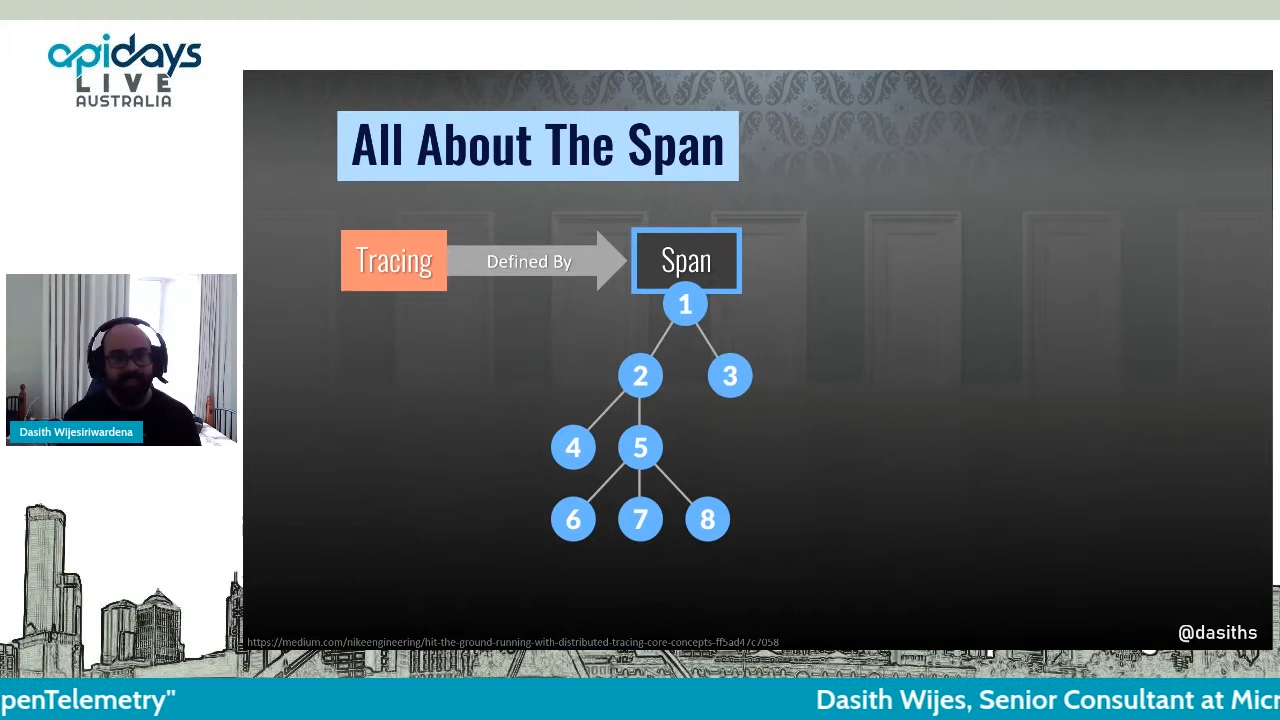 apidays
LIVE
AUSTRALIA
All About The Span
Tracing
Defined By
Span
1
2
3
4
5
6
7
8
Dasith Wijesiriwardena
https://medium.com/nikeengineering/hit-the-ground-running-with-distributed-tracing-core-concepts-ff5ad47c7058
@dasiths
penTelemetry"
Dasith Wijes, Senior Consultant at Micr